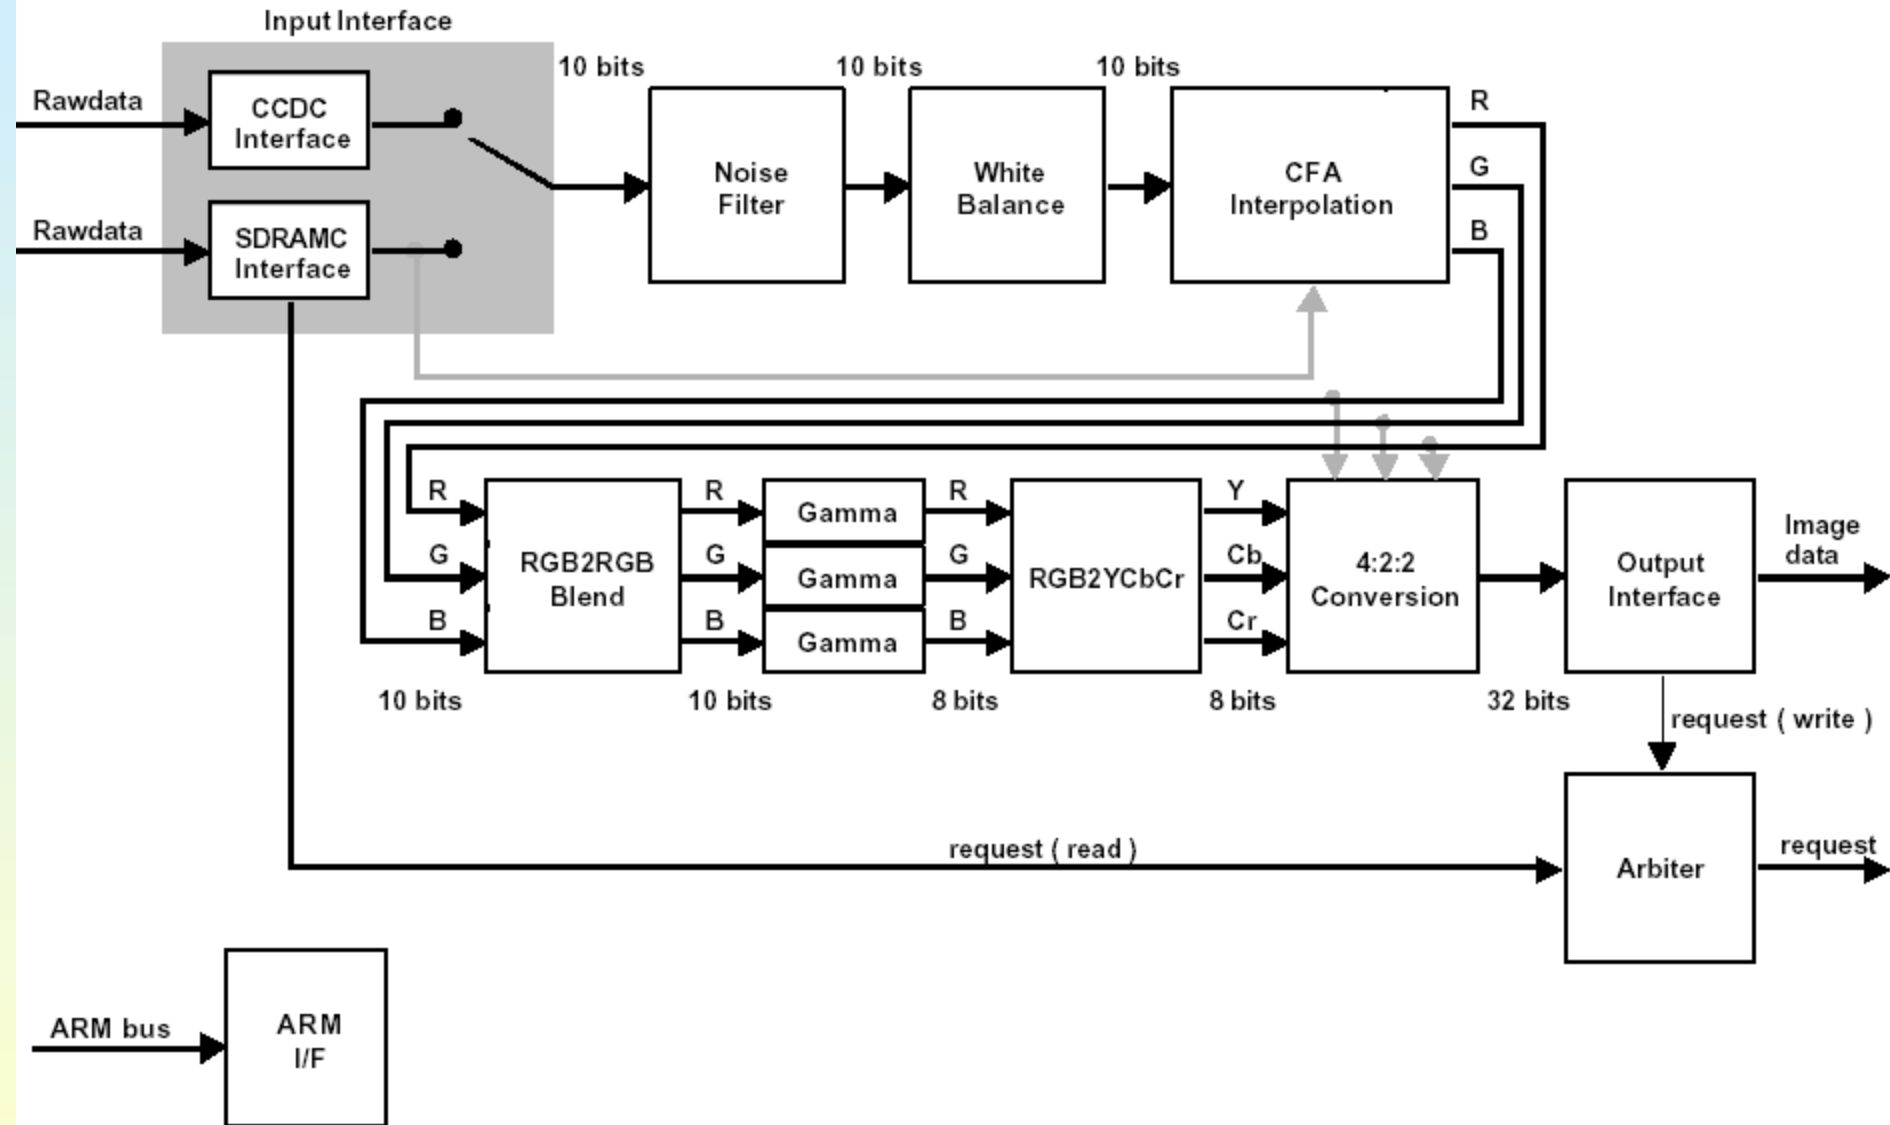 Input Interface
10 bits
10 bits
10 bits
Rawdata
CCDC
Interface
Rawdata
SDRAMC
Interface
Noise
Filter
White
Balance
CFA
Interpolation
R
G
B
R
G
B
RGB2RGB
Blend
R
G
B
Gamma
Gamma
Gamma
R
G
B
RGB2YCbCr
Y
Cb
Cr
4:2:2
Conversion
Output
Interface
Image
data
10 bits
10 bits
8 bits
8 bits
32 bits
request ( write )
request ( read )
Arbiter
request
ARM bus
ARM
I/F